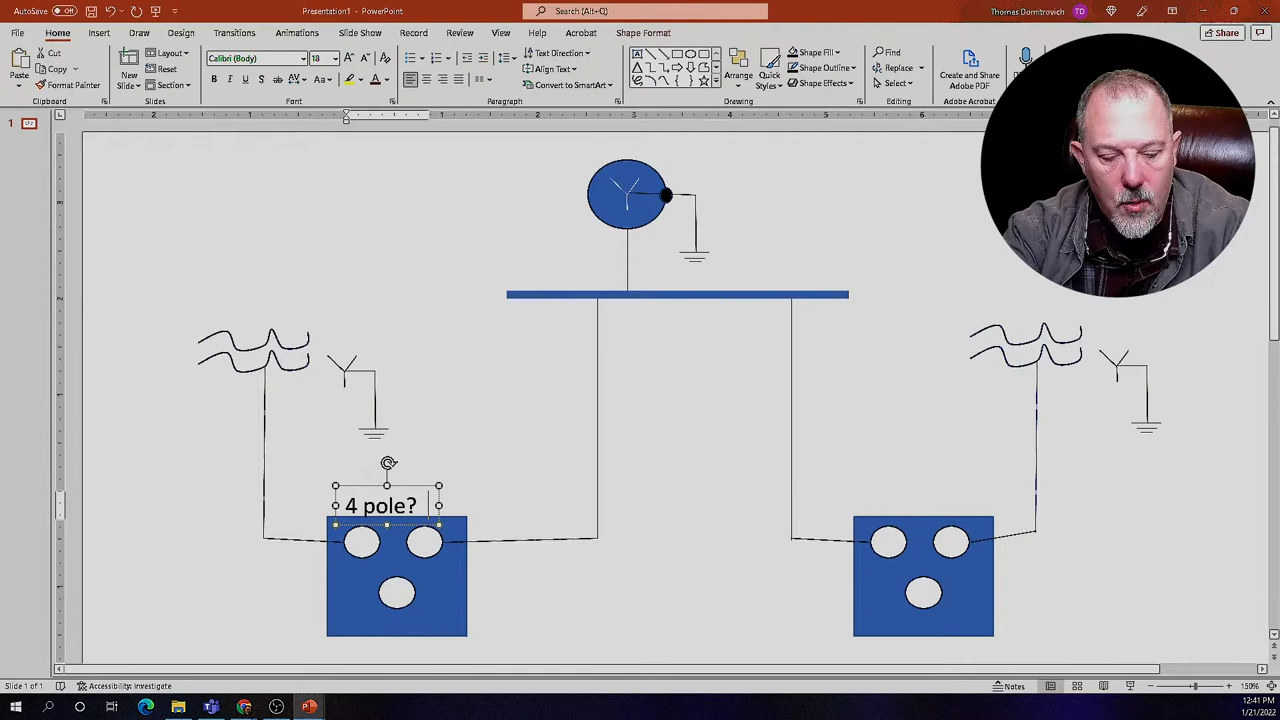 AutoSave Off
Presentation1 - PowerPoint
Search (Alt+Q)
Thomas Domitrovich TD
File Home Insert Draw Design Transitions Animations Slide Show Record Review View Help Acrobat Shape Format
Share
Paste
Cut
Copy
Format Painter
Clipboard
New Slide
Layout
Reset
Section
Slides
Calibri (Body) 18
Font
Text Direction
Align Text
Convert to SmartArt
Paragraph
Arrange
Quick Styles
Shape Fill
Shape Outline
Shape Effects
Drawing
Find
Replace
Select
Editing
Create and Share Adobe PDF
Adobe Acrobat
1
4 pole?
Slide 1 of 1
Accessibility: Investigate
Notes
150%
12:41 PM
1/21/2022